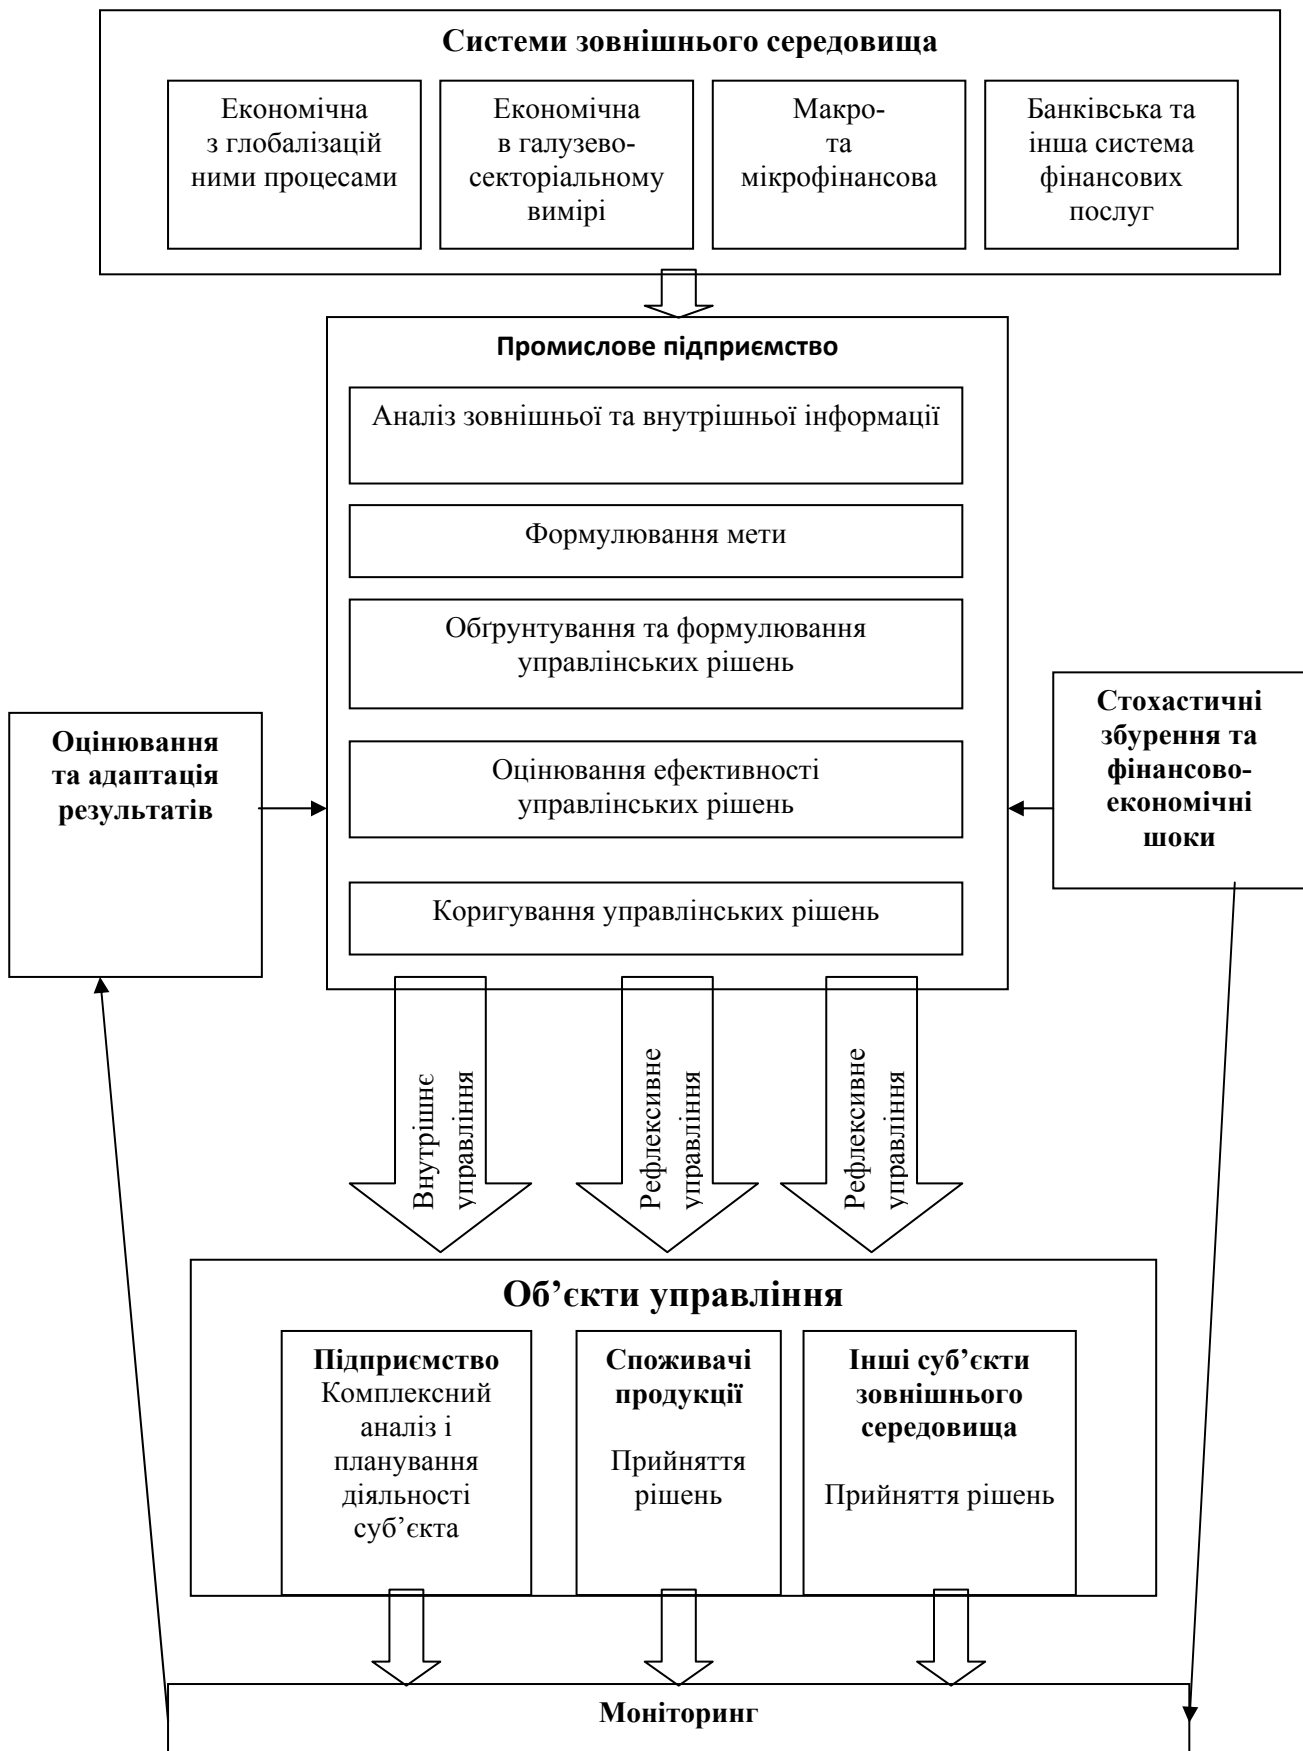 Системи зовнішнього середовища
Економічна
з глобалізацій
ними процесами
Економічна
в галузево-
секторіальному
вимірі
Макро-
та
мікрофінансова
Банківська та
інша система
фінансових
послуг
Промислове підприємство
Аналіз зовнішньої та внутрішньої інформації
Формулювання мети
Обґрунтування та формулювання
управлінських рішень
Оцінювання ефективності
управлінських рішень
Коригування управлінських рішень
Оцінювання
та адаптація
результатів
Стохастичні
збурення та
фінансово-
економічні
шоки
Внутрішнє
управління
Рефлексивне
управління
Рефлексивне
управління
Об’єкти управління
Підприємство
Комплексний
аналіз і
планування
діяльності
суб’єкта
Споживачі
продукції
Прийняття
рішень
Інші суб’єкти
зовнішнього
середовища
Прийняття рішень
Моніторинг